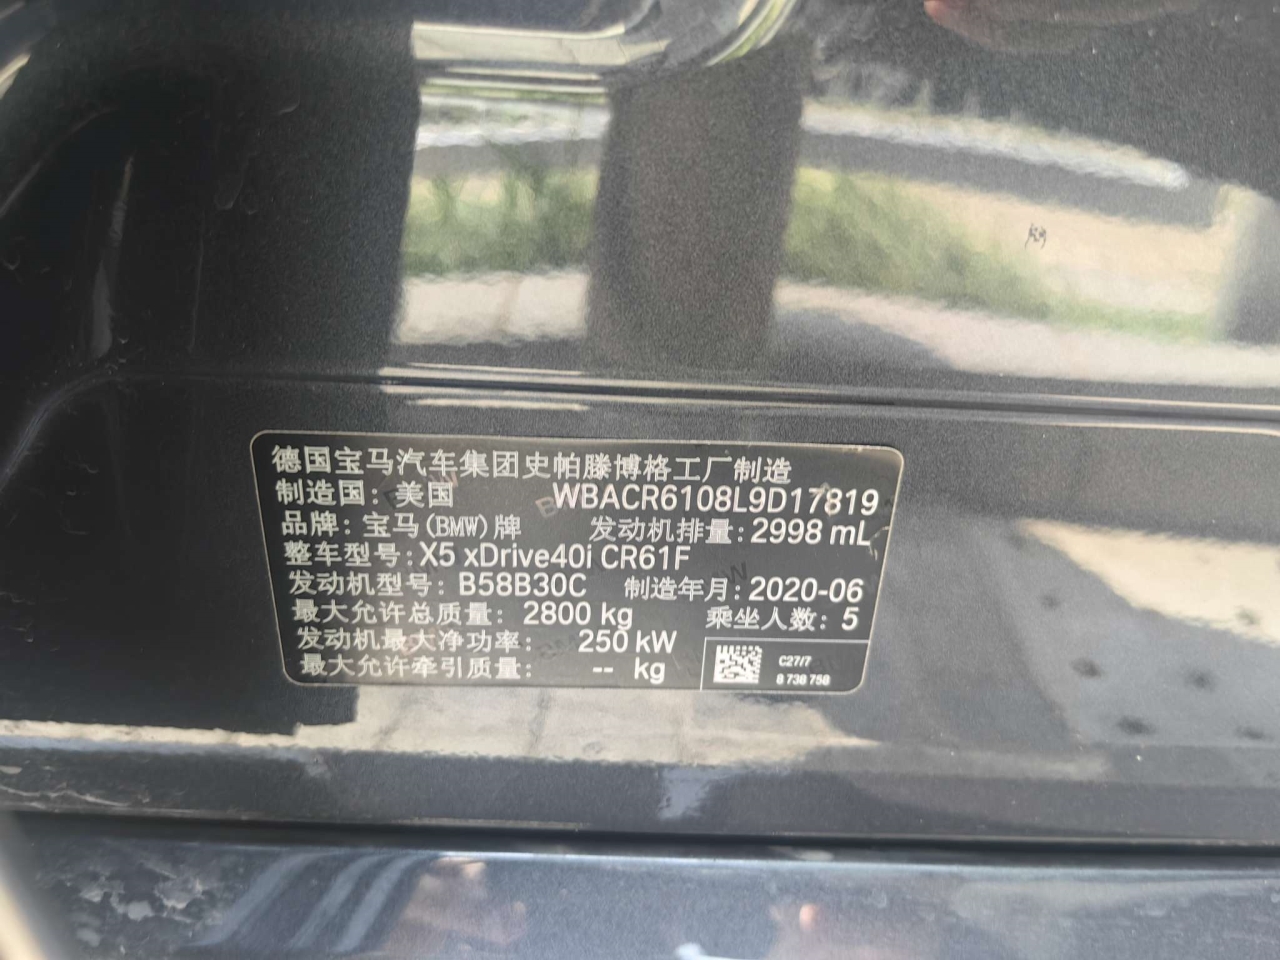 德国宝马汽车集团史帕滕博格工厂制造
制造国：美国 WBACR6108L9D17819
品牌：宝马(BMW)牌 发动机排量：2998 mL
整车型号：X5 xDrive40i CR61F
发动机型号：B58B30C 制造年月：2020-06
最大允许总质量：2800 kg 乘坐人数：5
发动机最大净功率：250 kW
最大允许牵引质量：-- kg
C27/7
8 738 758